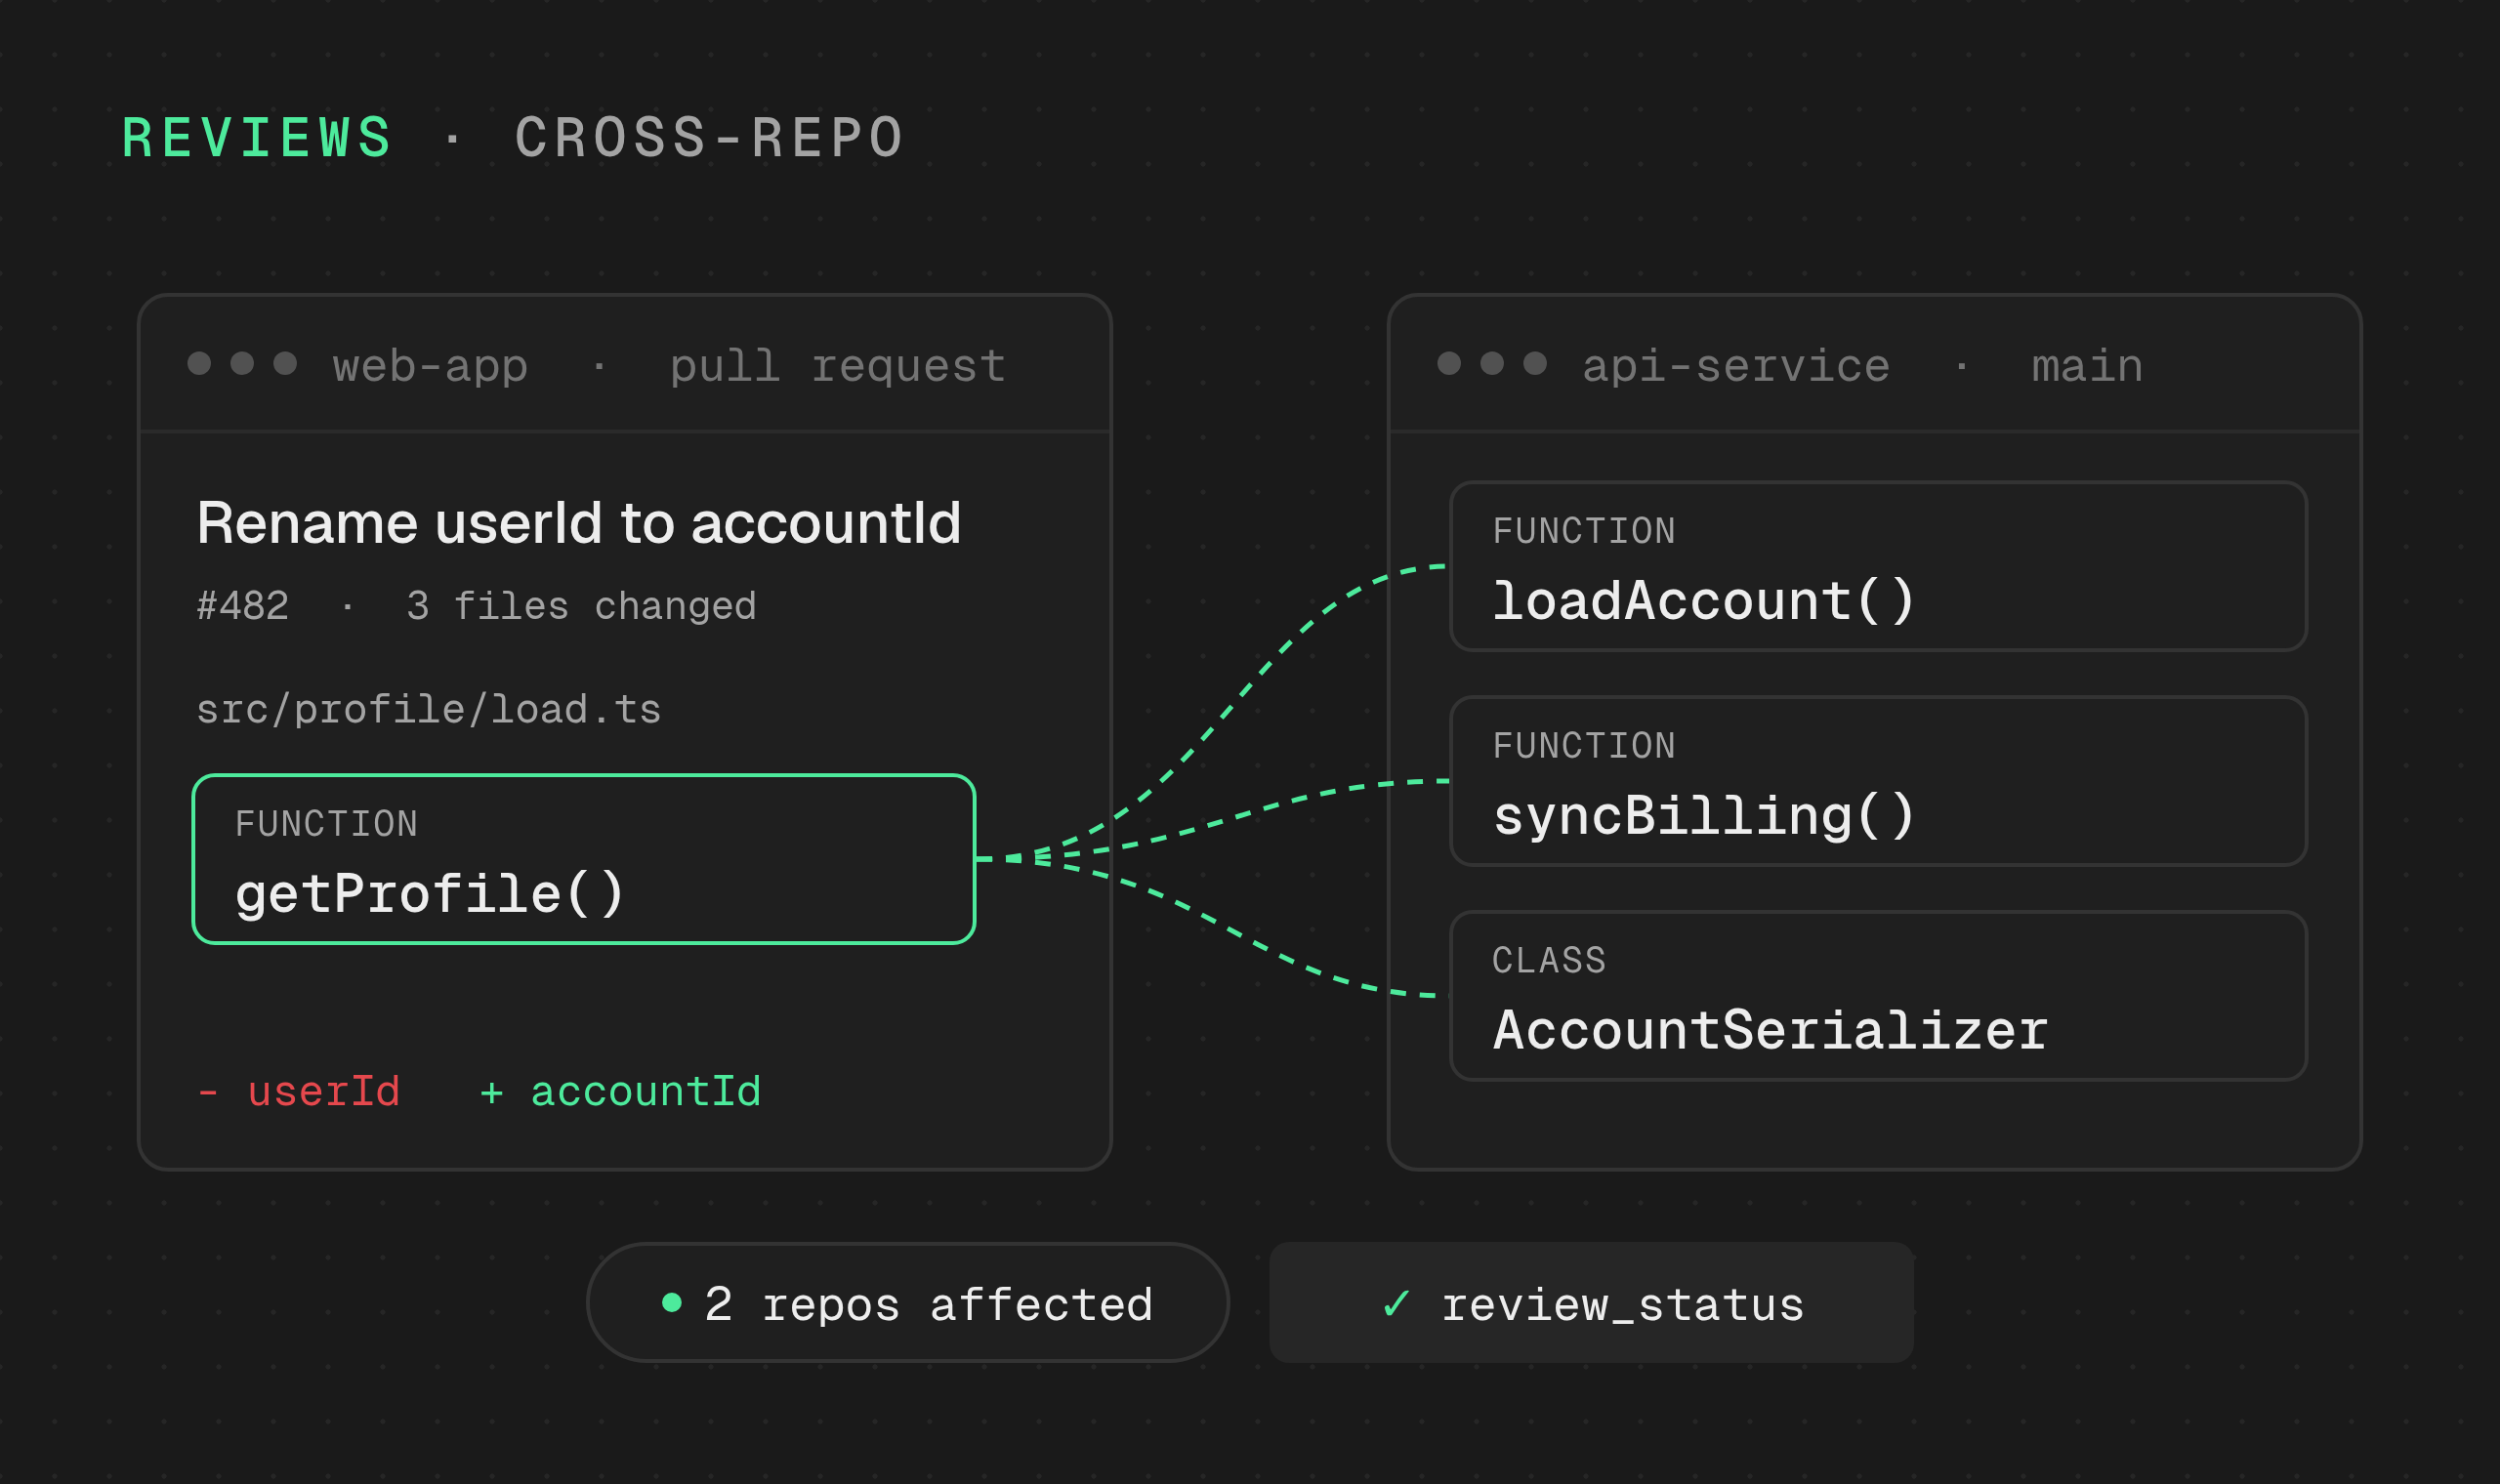 REVIEWS · CROSS-REPO
web-app · pull request
Rename userId to accountId
#482 · 3 files changed
src/profile/load.ts
FUNCTION
getProfile()
- userId + accountId
api-service · main
FUNCTION
loadAccount()
FUNCTION
syncBilling()
CLASS
AccountSerializer
2 repos affected
✓ review_status